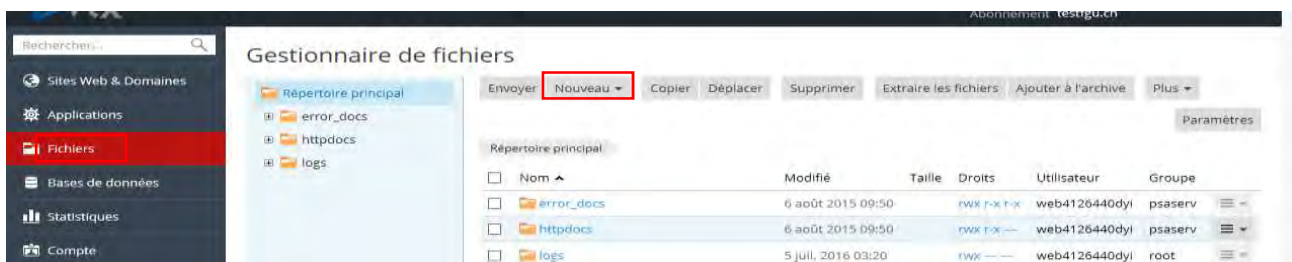 Abonnement testigu.ch
Rechercher...
Gestionnaire de fichiers
Sites Web & Domaines
Applications
Fichiers
Bases de données
Statistiques
Compte
Répertoire principal
error_docs
httpdocs
logs
Envoyer Nouveau Copier Déplacer Supprimer Extraire les fichiers Ajouter à l'archive Plus
Paramètres
Répertoire principal
Nom Modifié Taille Droits Utilisateur Groupe
error_docs 6 août 2015 09:50 rwx r-x r-x web4126440dyi psaserv
httpdocs 6 août 2015 09:50 rwx r-x --- web4126440dyi psaserv
logs 5 juil. 2016 03:20 rwx --- --- web4126440dyi root